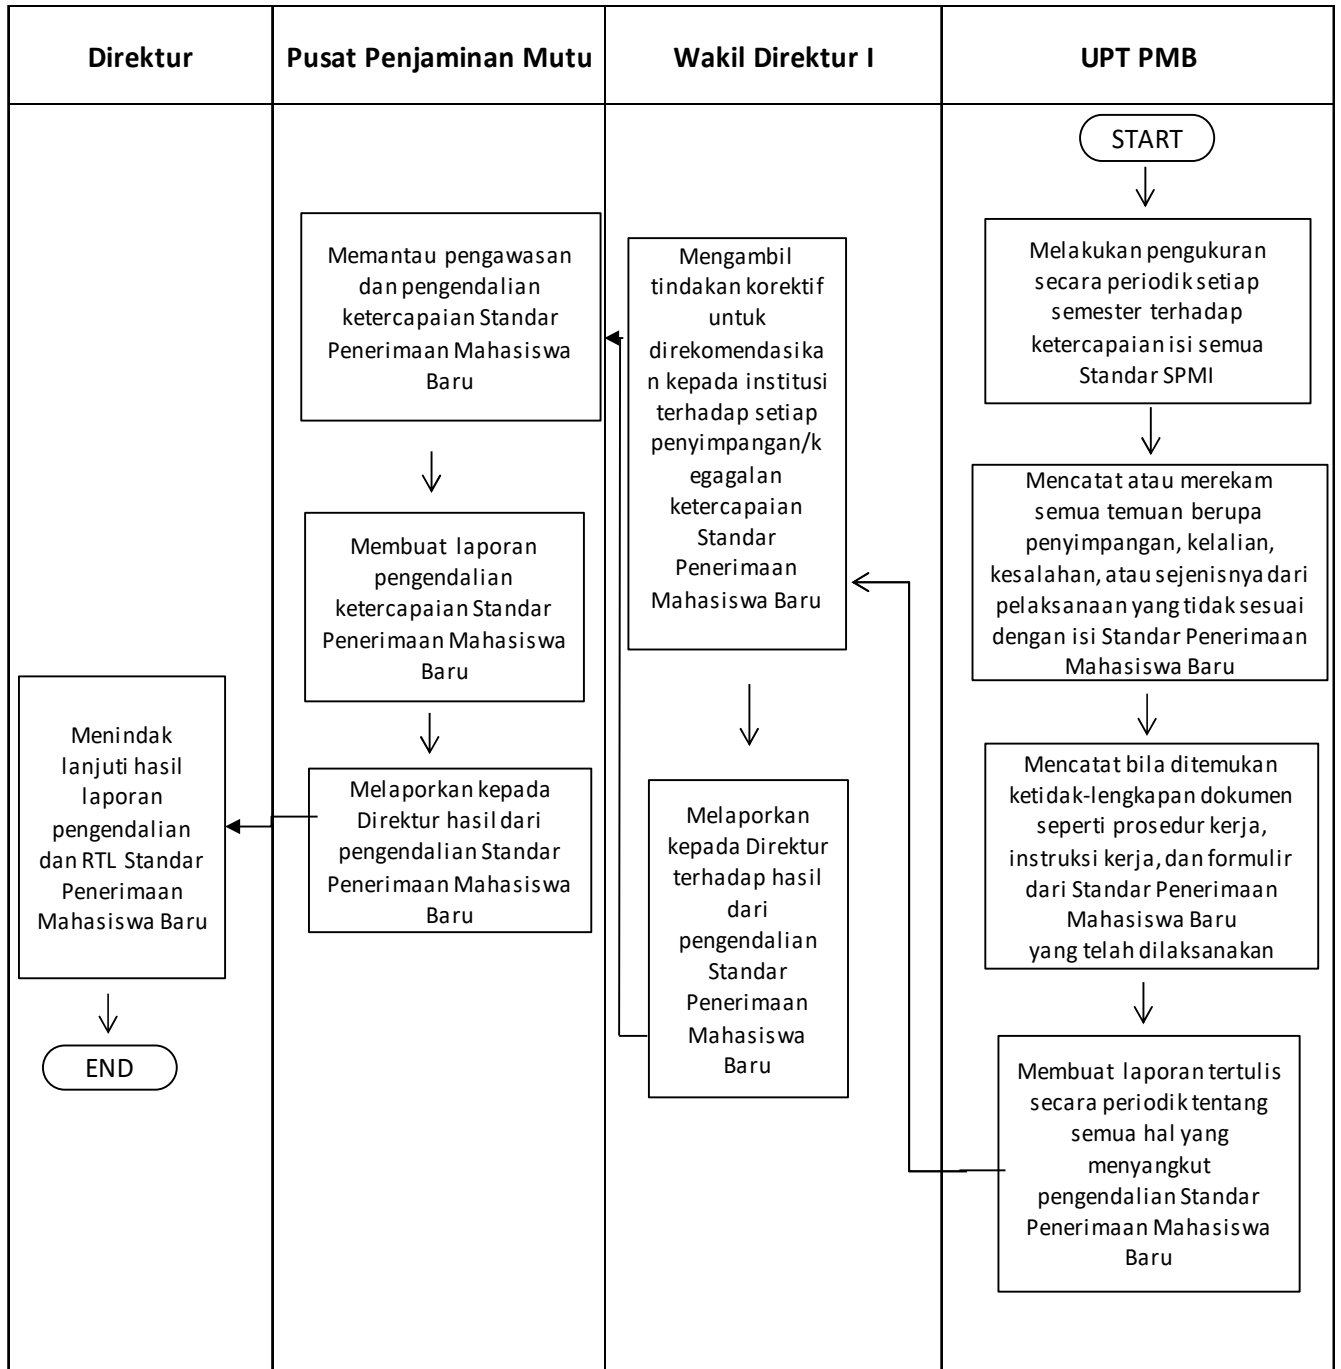 Direktur
Pusat Penjaminan Mutu
Wakil Direktur I
UPT PMB
Menindak
lanjuti hasil
laporan
pengendalian
dan RTL Standar
Penerimaan
Mahasiswa Baru
END
Memantau pengawasan
dan pengendalian
ketercapaian Standar
Penerimaan Mahasiswa
Baru
Membuat laporan
pengendalian
ketercapaian Standar
Penerimaan Mahasiswa
Baru
Melaporkan kepada
Direktur hasil dari
pengendalian Standar
Penerimaan Mahasiswa
Baru
Mengambil
tindakan korektif
untuk
direkomendasika
n kepada institusi
terhadap setiap
penyimpangan/k
egagalan
ketercapaian
Standar
Penerimaan
Mahasiswa Baru
Melaporkan
kepada Direktur
terhadap hasil
dari
pengendalian
Standar
Penerimaan
Mahasiswa
Baru
START
Melakukan pengukuran
secara periodik setiap
semester terhadap
ketercapaian isi semua
Standar SPMI
Mencatat atau merekam
semua temuan berupa
penyimpangan, kelalian,
kesalahan, atau sejenisnya dari
pelaksanaan yang tidak sesuai
dengan isi Standar Penerimaan
Mahasiswa Baru
Mencatat bila ditemukan
ketidak-lengkapan dokumen
seperti prosedur kerja,
instruksi kerja, dan formulir
dari Standar Penerimaan
Mahasiswa Baru
yang telah dilaksanakan
Membuat laporan tertulis
secara periodik tentang
semua hal yang
menyangkut
pengendalian Standar
Penerimaan Mahasiswa
Baru